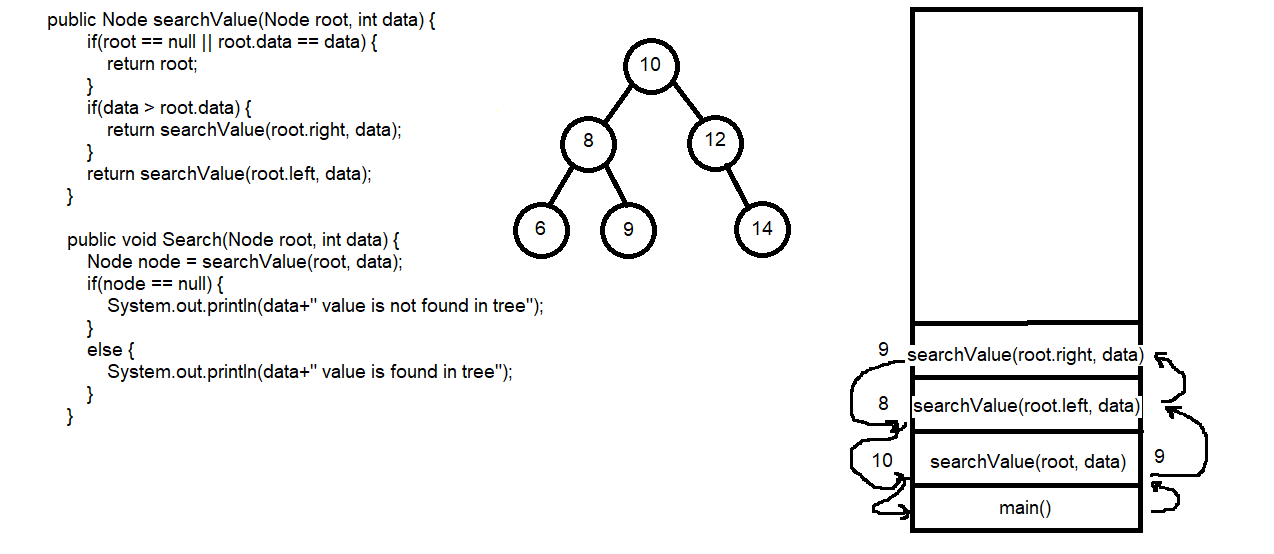 public Node searchValue(Node root, int data) {
if(root == null || root.data == data) {
return root;
}
if(data > root.data) {
return searchValue(root.right, data);
}
return searchValue(root.left, data);
}
public void Search(Node root, int data) {
Node node = searchValue(root, data);
if(node == null) {
System.out.println(data+" value is not found in tree");
}
else {
System.out.println(data+" value is found in tree");
}
}
10
8
12
6
9
14
9 searchValue(root.right, data)
8 searchValue(root.left, data)
10 searchValue(root, data) 9
main()